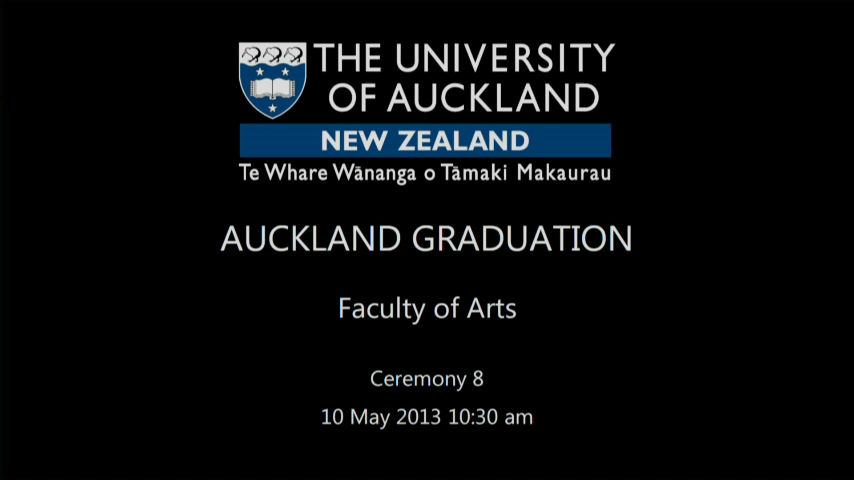 THE UNIVERSITY
OF AUCKLAND
NEW ZEALAND
Te Whare Wānanga o Tāmaki Makaurau
AUCKLAND GRADUATION
Faculty of Arts
Ceremony 8
10 May 2013 10:30 am